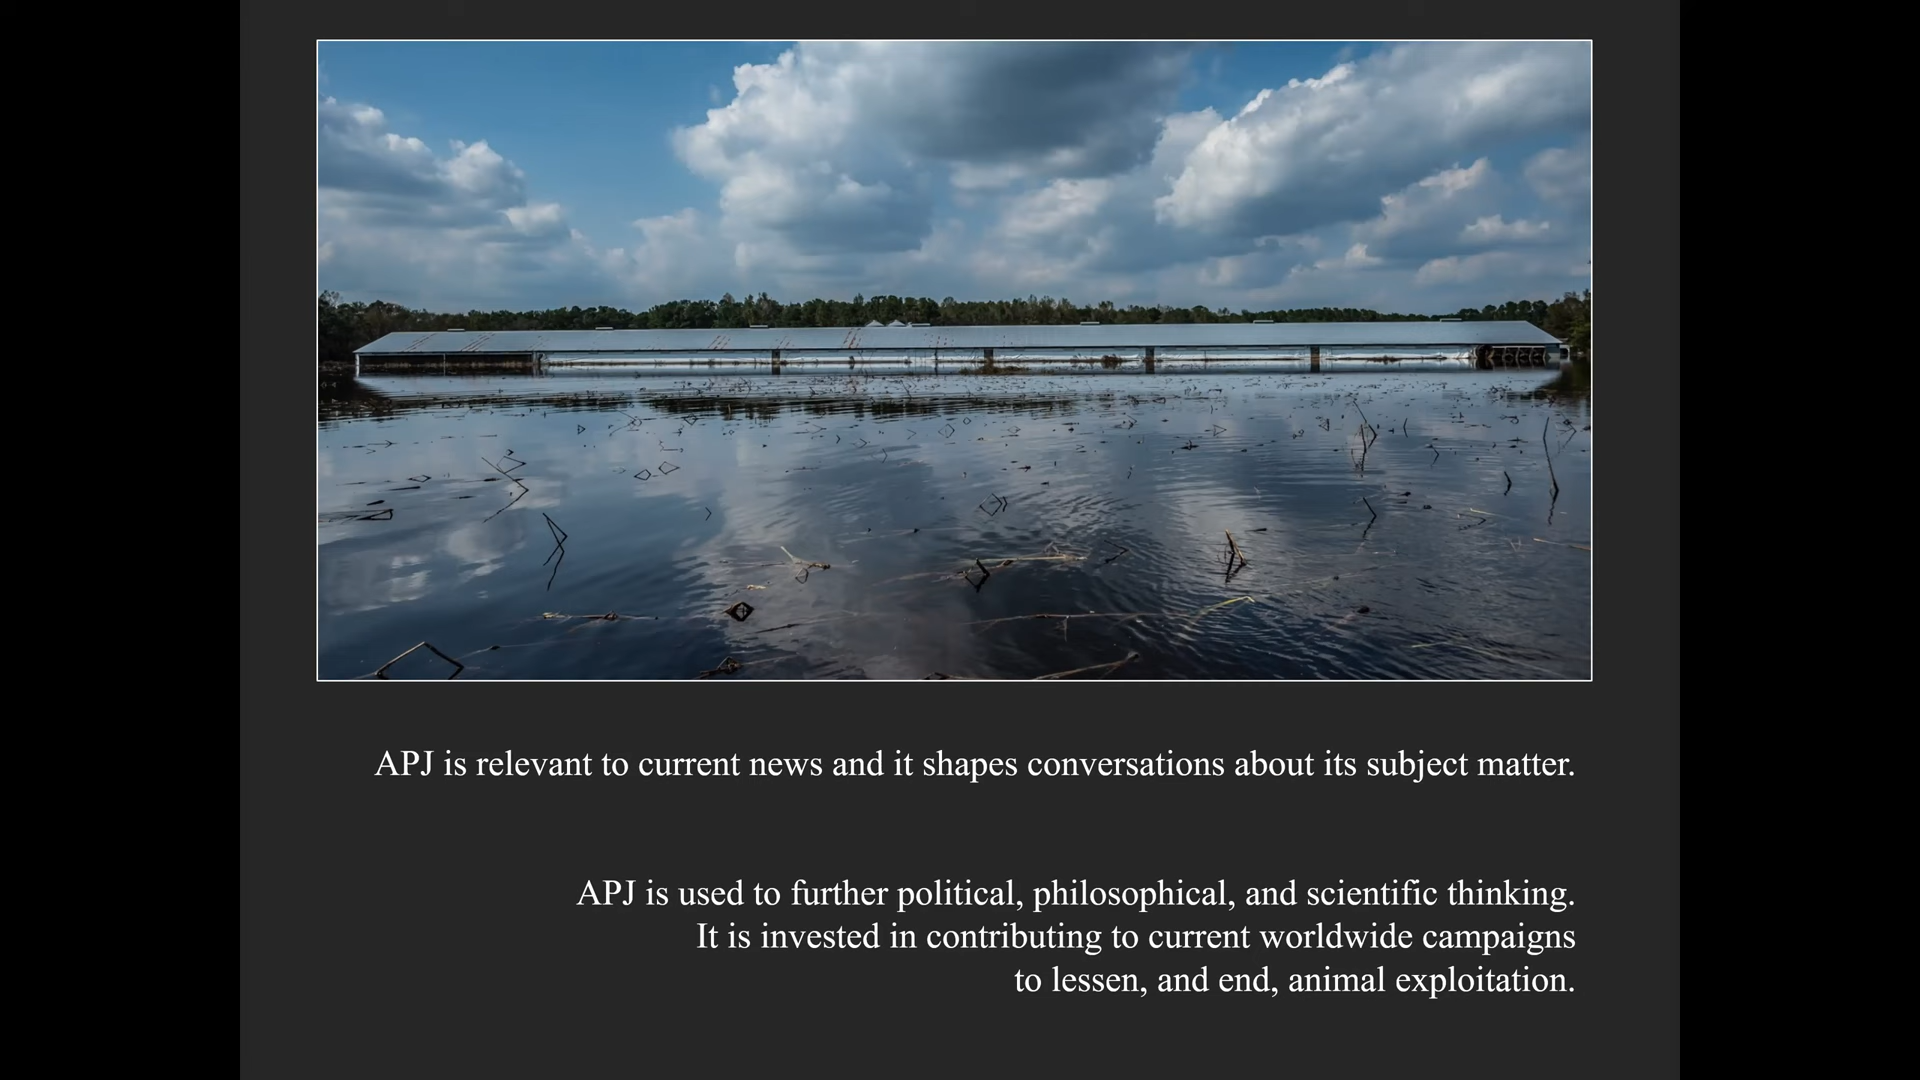 APJ is relevant to current news and it shapes conversations about its subject matter.
APJ is used to further political, philosophical, and scientific thinking.
It is invested in contributing to current worldwide campaigns
to lessen, and end, animal exploitation.